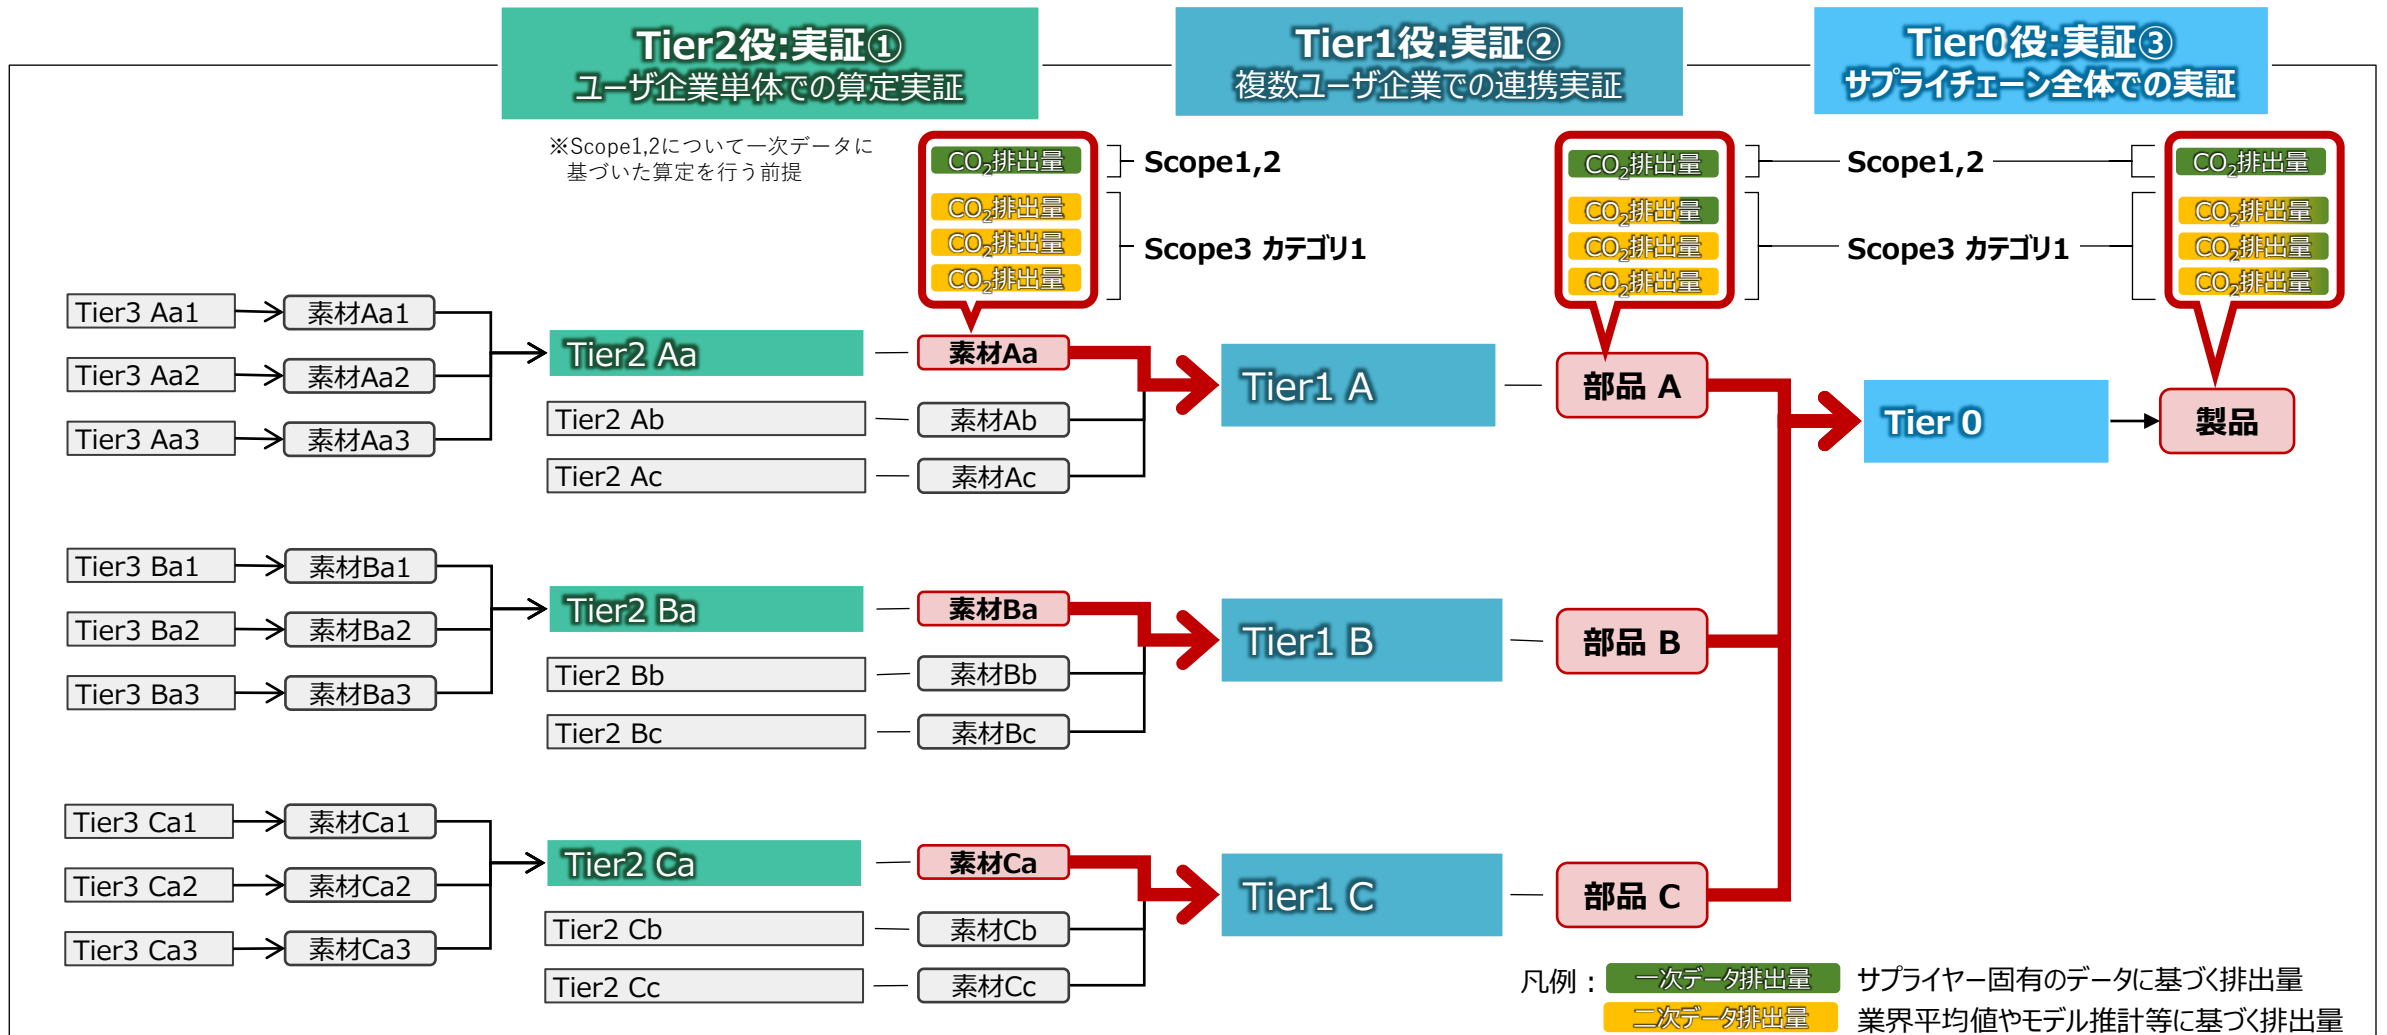 Tier2役:実証①
ユーザ企業単体での算定実証
Tier1役:実証②
複数ユーザ企業での連携実証
Tier0役:実証③
サプライチェーン全体での実証
※Scope1,2について一次データに
基づいた算定を行う前提
CO₂排出量
CO₂排出量
CO₂排出量
CO₂排出量
Scope1,2
Scope3 カテゴリ1
CO₂排出量
CO₂排出量
CO₂排出量
CO₂排出量
Scope1,2
Scope3 カテゴリ1
CO₂排出量
CO₂排出量
CO₂排出量
CO₂排出量
Tier3 Aa1
素材Aa1
Tier3 Aa2
素材Aa2
Tier3 Aa3
素材Aa3
Tier2 Aa
素材Aa
Tier2 Ab
素材Ab
Tier2 Ac
素材Ac
Tier1 A
部品 A
Tier 0
製品
Tier3 Ba1
素材Ba1
Tier3 Ba2
素材Ba2
Tier3 Ba3
素材Ba3
Tier2 Ba
素材Ba
Tier2 Bb
素材Bb
Tier2 Bc
素材Bc
Tier1 B
部品 B
Tier3 Ca1
素材Ca1
Tier3 Ca2
素材Ca2
Tier3 Ca3
素材Ca3
Tier2 Ca
素材Ca
Tier2 Cb
素材Cb
Tier2 Cc
素材Cc
Tier1 C
部品 C
凡例：
一次データ排出量
サプライヤー固有のデータに基づく排出量
二次データ排出量
業界平均値やモデル推計等に基づく排出量